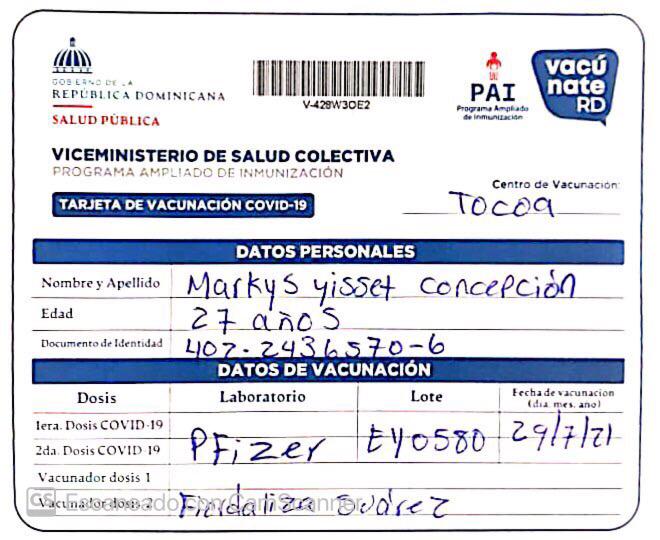 GOBIERNO DE LA
REPÚBLICA DOMINICANA
SALUD PÚBLICA
V-428W3OE2
PAI
Programa Ampliado
de Inmunización
vacú
nate
RD
VICEMINISTERIO DE SALUD COLECTIVA
PROGRAMA AMPLIADO DE INMUNIZACIÓN
TARJETA DE VACUNACIÓN COVID-19
Centro de Vacunación:
Tocoa
DATOS PERSONALES
Nombre y Apellido Markys yisset concepción
Edad 27 años
Documento de Identidad 402-2436570-6
DATOS DE VACUNACIÓN
Dosis Laboratorio Lote Fecha de vacunación
(dia, mes, ano)
1era. Dosis COVID-19
2da. Dosis COVID-19 PFizer EY0580 29/7/21
Vacunador dosis 1
Vacunador dosis 2 Suárez
CS Escaneado con CamScanner